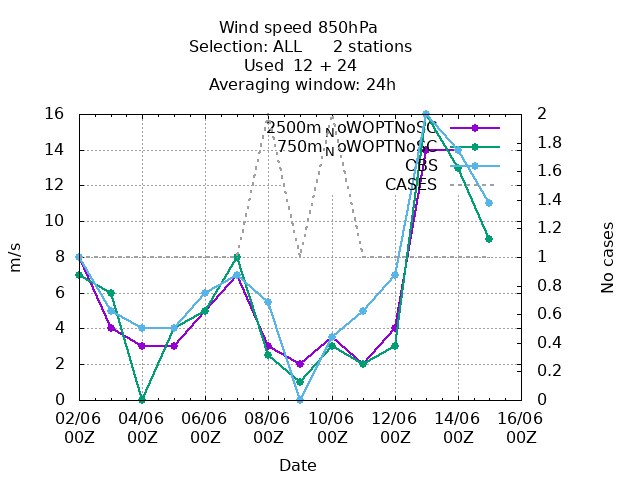 Wind speed 850hPa
Selection: ALL 2 stations
Used 12 + 24
Averaging window: 24h
2500m NoWOPTNoSC
750mNoWOPTNoSC
OBS
CASES
16
14
12
10
8
6
4
2
0
2
1.8
1.6
1.4
1.2
1
0.8
0.6
0.4
0.2
0
m/s
No cases
02/06 04/06 06/06 08/06 10/06 12/06 14/06 16/06
00Z 00Z 00Z 00Z 00Z 00Z 00Z 00Z
Date